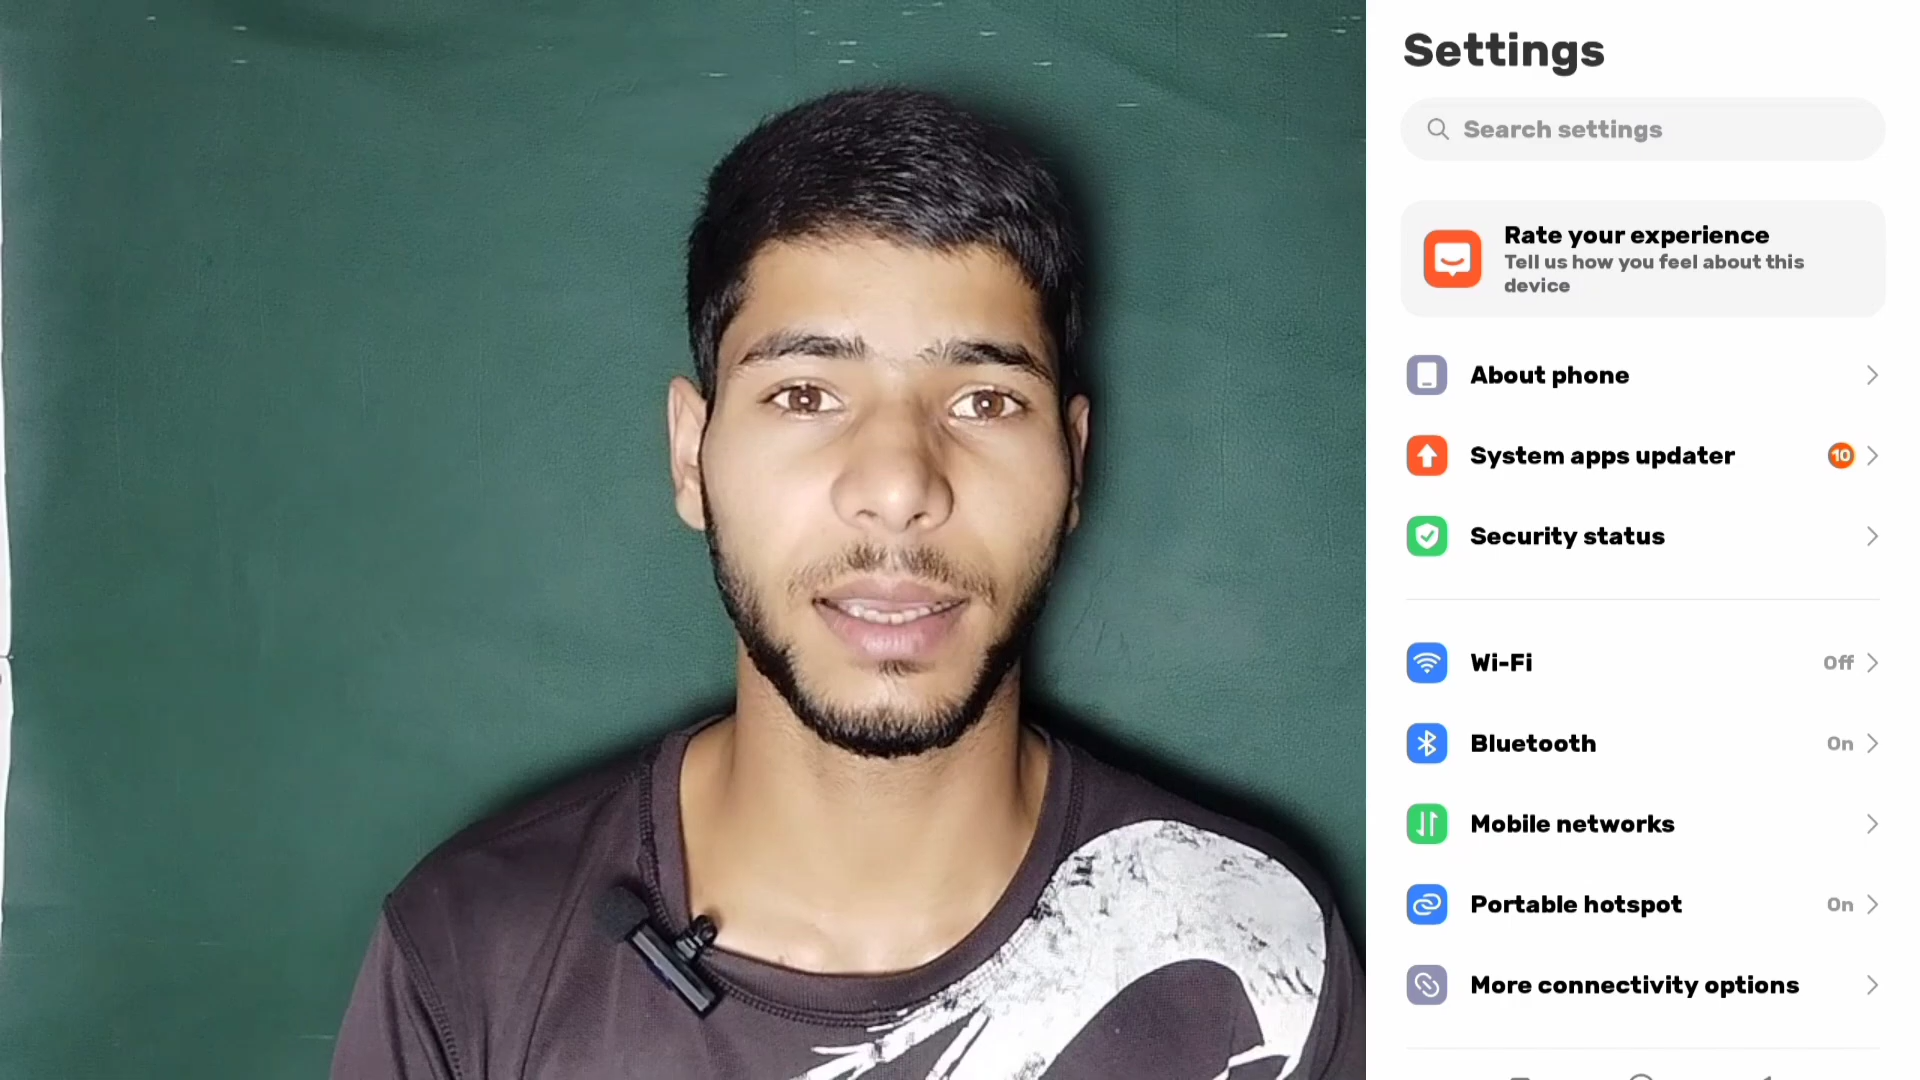 Settings
Search settings
Rate your experience
Tell us how you feel about this
device
About phone
System apps updater 10
Security status
Wi-Fi Off
Bluetooth On
Mobile networks
Portable hotspot On
More connectivity options